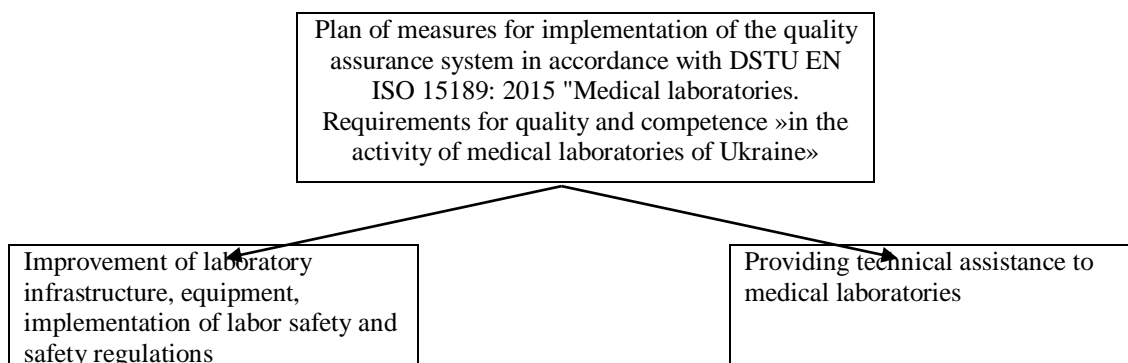 Plan of measures for implementation of the quality
assurance system in accordance with DSTU EN
ISO 15189: 2015 "Medical laboratories.
Requirements for quality and competence »in the
activity of medical laboratories of Ukraine»
Improvement of laboratory
infrastructure, equipment,
implementation of labor safety and
safety regulations
Providing technical assistance to
medical laboratories